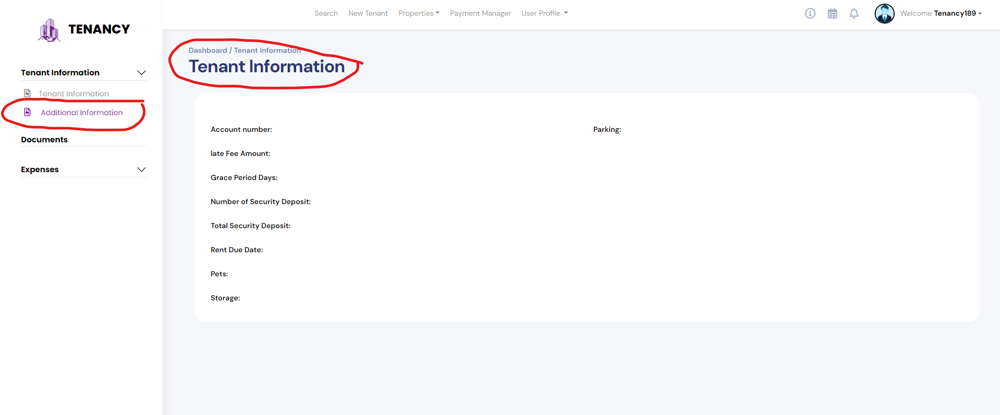 TENANCY
Search New Tenant Properties Payment Manager User Profile
Welcome Tenancy189
Tenant Information
Tenant Information
Additional Information
Documents
Expenses
Dashboard / Tenant Information
Tenant Information
Account number:
Parking:
late Fee Amount:
Grace Period Days:
Number of Security Deposit:
Total Security Deposit:
Rent Due Date:
Pets:
Storage: